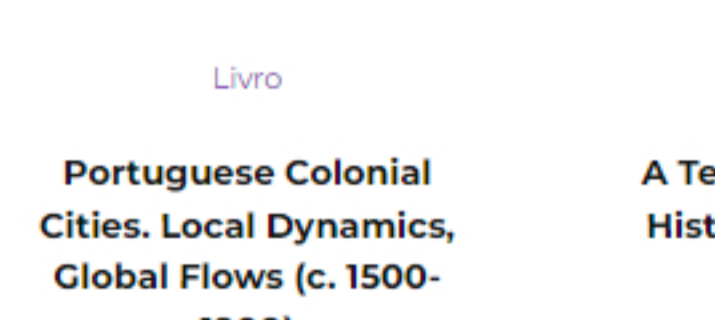 Livro
Portuguese Colonial
Cities. Local Dynamics,
Global Flows (c. 1500-
A Te
Hist